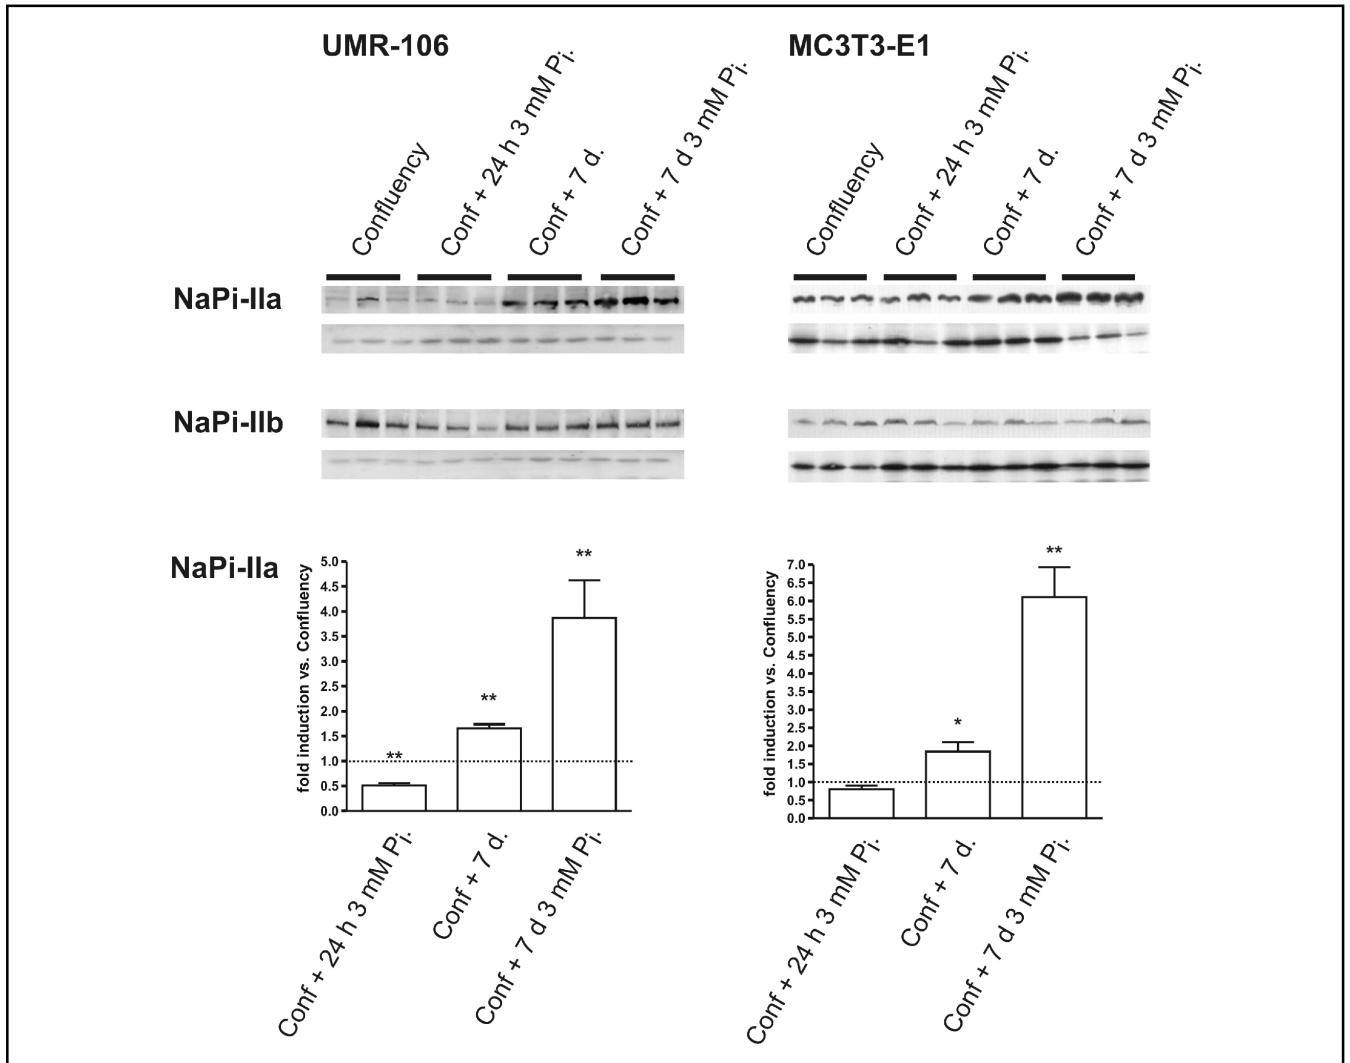 UMR-106
MC3T3-E1
Confluency
Conf + 24 h 3 mM Pi.
Conf + 7 d.
Conf + 7 d 3 mM Pi.
Confluency
Conf + 24 h 3 mM Pi.
Conf + 7 d.
Conf + 7 d 3 mM Pi.
NaPi-IIa
NaPi-IIb
NaPi-IIa
fold induction vs. Confluency
5.0
4.5
4.0
3.5
3.0
2.5
2.0
1.5
1.0
0.5
0.0
**
**
**
Conf + 24 h 3 mM Pi.
Conf + 7 d.
Conf + 7 d 3 mM Pi.
fold induction vs. Confluency
7.0
6.5
6.0
5.5
5.0
4.5
4.0
3.5
3.0
2.5
2.0
1.5
1.0
0.5
0.0
*
**
Conf + 24 h 3 mM Pi.
Conf + 7 d.
Conf + 7 d 3 mM Pi.